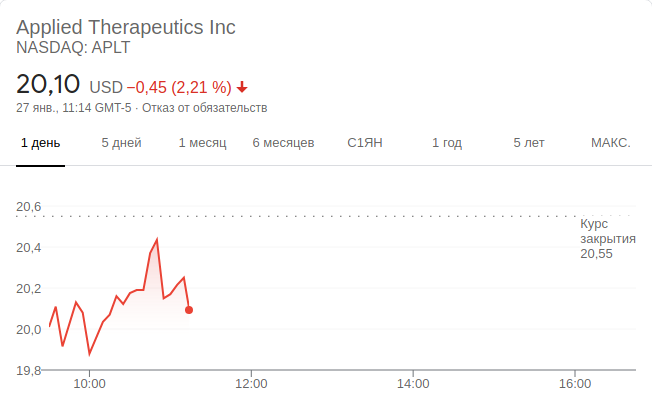 Applied Therapeutics Inc
NASDAQ: APLT
20,10 USD −0,45 (2,21 %)
27 янв., 11:14 GMT-5 · Отказ от обязательств
1 день 5 дней 1 месяц 6 месяцев С1ЯН 1 год 5 лет МАКС.
20,6
Курс
закрытия
20,55
20,4
20,2
20,0
19,8
10:00 12:00 14:00 16:00